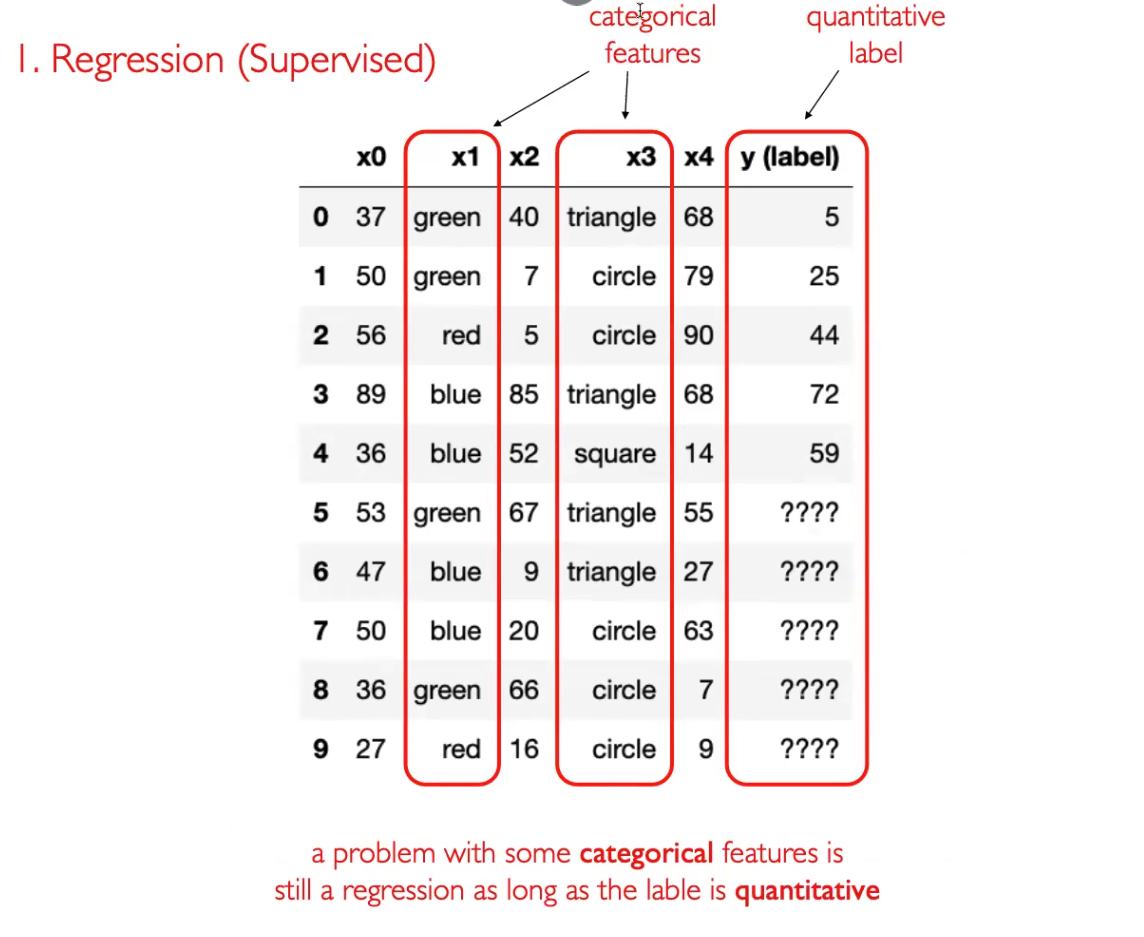 categorical
features
quantitative
label
1. Regression (Supervised)
x0 x1 x2 x3 x4 y (label)
0 37 green 40 triangle 68 5
1 50 green 7 circle 79 25
2 56 red 5 circle 90 44
3 89 blue 85 triangle 68 72
4 36 blue 52 square 14 59
5 53 green 67 triangle 55 ????
6 47 blue 9 triangle 27 ????
7 50 blue 20 circle 63 ????
8 36 green 66 circle 7 ????
9 27 red 16 circle 9 ????
a problem with some categorical features is
still a regression as long as the lable is quantitative